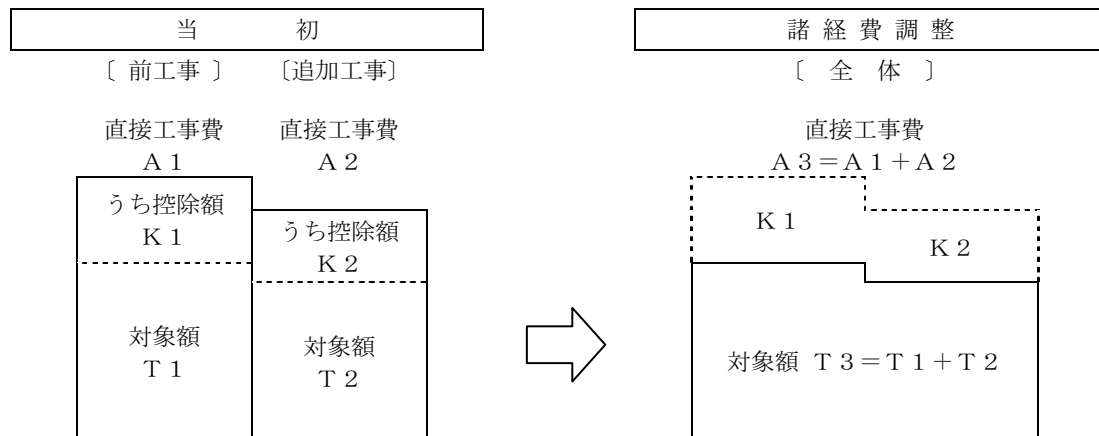 当　　　初
諸 経 費 調 整
〔 前工事 〕
〔追加工事〕
〔　全　体　〕
直接工事費
Ａ１
直接工事費
Ａ２
直接工事費
Ａ３＝Ａ１＋Ａ２
うち控除額
Ｋ１
うち控除額
Ｋ２
Ｋ１
Ｋ２
対象額
Ｔ１
対象額
Ｔ２
対象額 Ｔ３＝Ｔ１＋Ｔ２